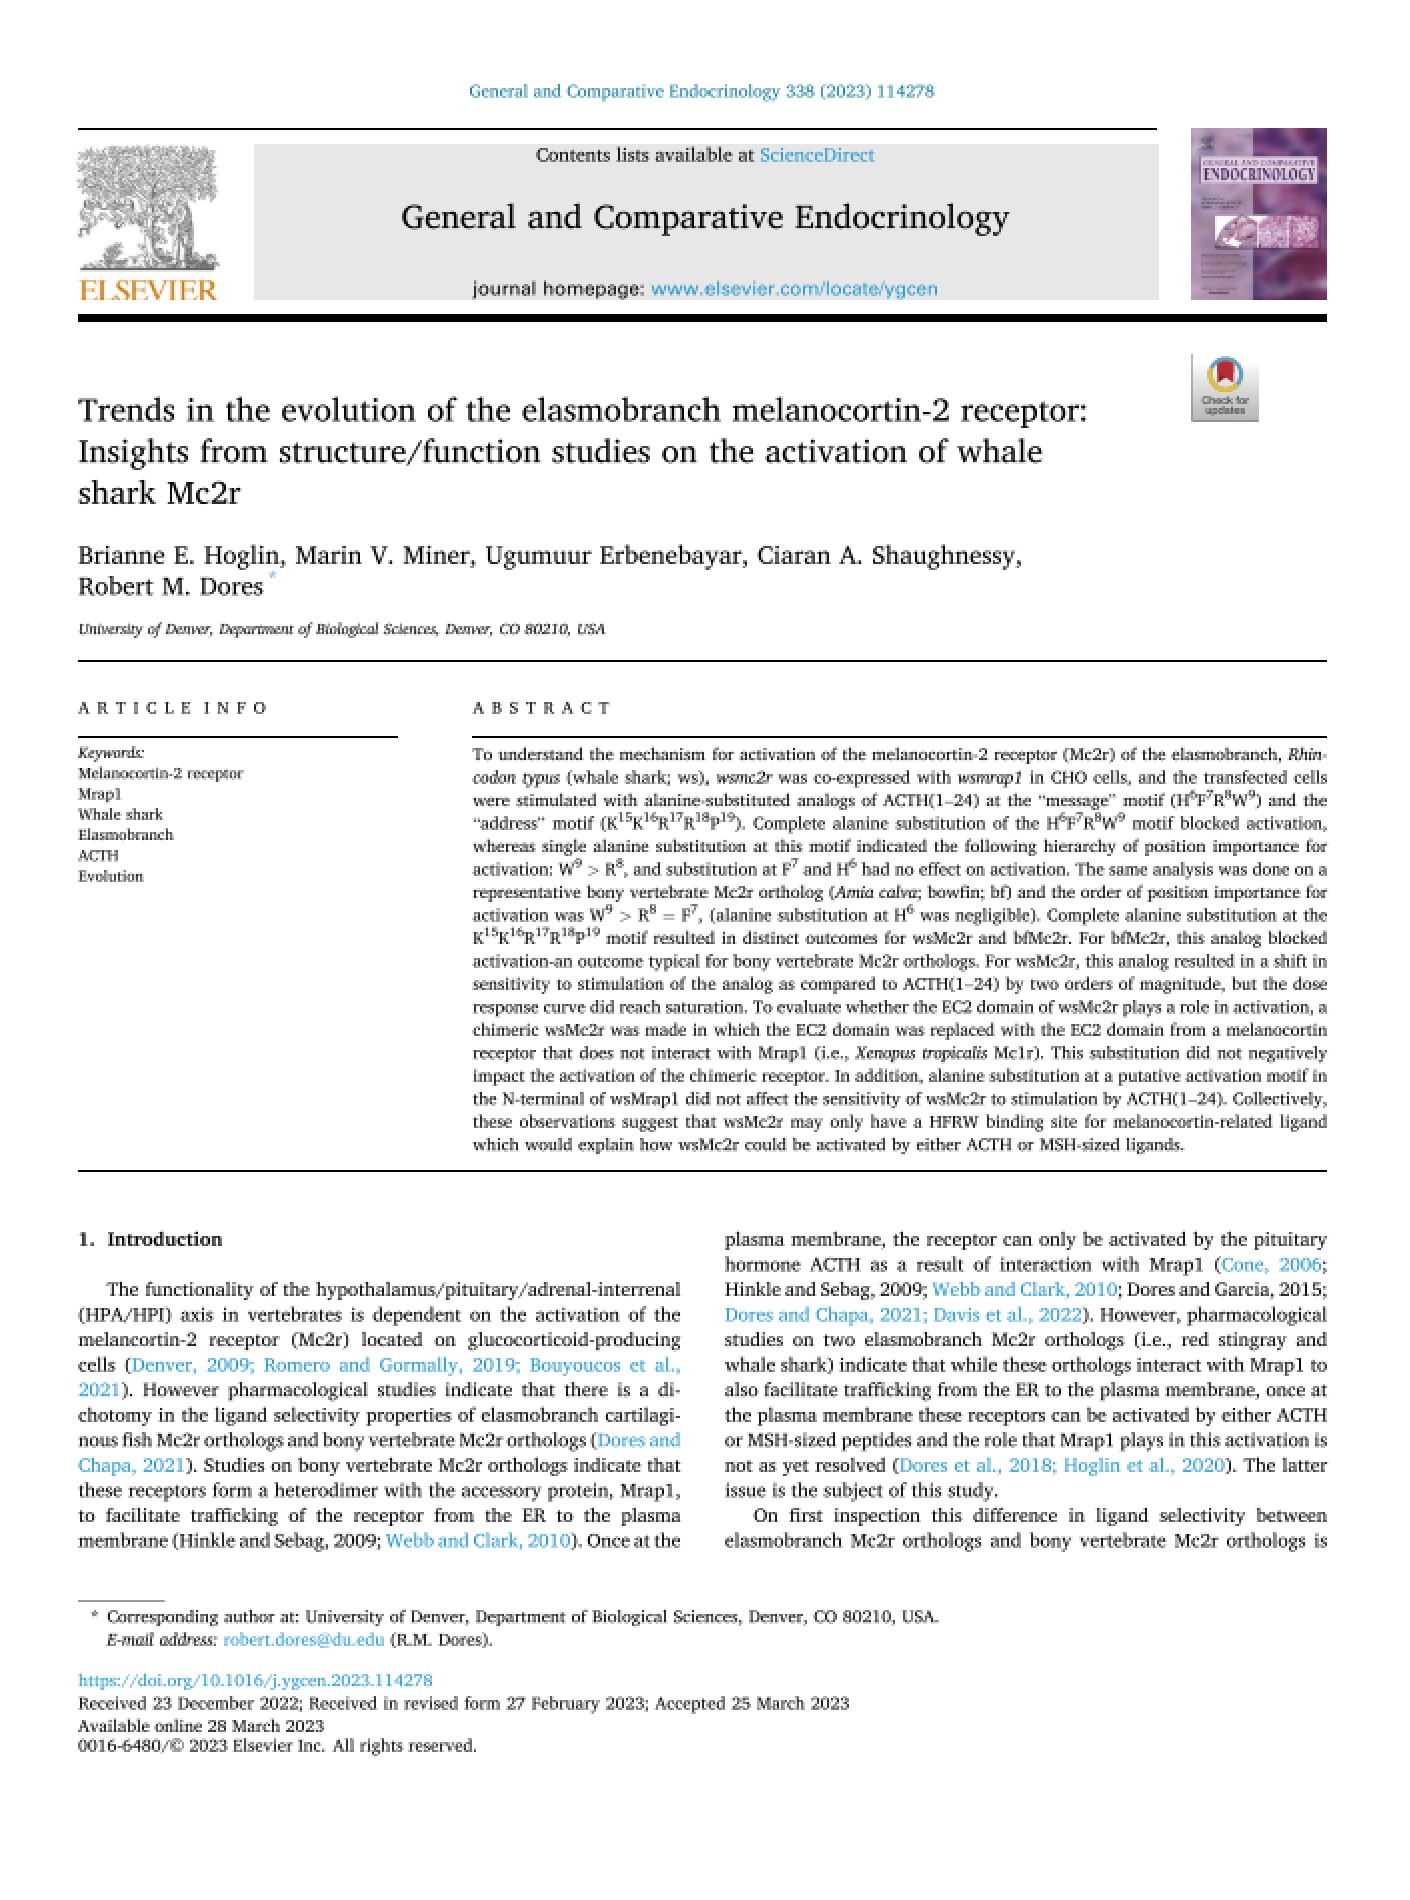 General and Comparative Endocrinology 338 (2023) 114278
Contents lists available at ScienceDirect
General and Comparative Endocrinology
journal homepage: www.elsevier.com/locate/ygcen
ELSEVIER
GENERAL AND COMPARATIVE
ENDOCRINOLOGY
Check for
updates
Trends in the evolution of the elasmobranch melanocortin-2 receptor:
Insights from structure/function studies on the activation of whale
shark Mc2r
Brianne E. Hoglin, Marin V. Miner, Ugumuur Erbenebayar, Ciaran A. Shaughnessy,
Robert M. Dores *
University of Denver, Department of Biological Sciences, Denver, CO 80210, USA
ARTICLE INFO
Keywords:
Melanocortin-2 receptor
Mrap1
Whale shark
Elasmobranch
ACTH
Evolution
ABSTRACT
To understand the mechanism for activation of the melanocortin-2 receptor (Mc2r) of the elasmobranch, Rhin-
codon typus (whale shark; ws), wsmc2r was co-expressed with wsmrap1 in CHO cells, and the transfected cells
were stimulated with alanine-substituted analogs of ACTH(1–24) at the “message” motif (H⁶F⁷R⁸W⁹) and the
“address” motif (K¹⁵K¹⁶R¹⁷R¹⁸P¹⁹). Complete alanine substitution of the H⁶F⁷R⁸W⁹ motif blocked activation,
whereas single alanine substitution at this motif indicated the following hierarchy of position importance for
activation: W⁹ > R⁸, and substitution at F⁷ and H⁶ had no effect on activation. The same analysis was done on a
representative bony vertebrate Mc2r ortholog (Amia calva; bowfin; bf) and the order of position importance for
activation was W⁹ > R⁸ = F⁷, (alanine substitution at H⁶ was negligible). Complete alanine substitution at the
K¹⁵K¹⁶R¹⁷R¹⁸P¹⁹ motif resulted in distinct outcomes for wsMc2r and bfMc2r. For bfMc2r, this analog blocked
activation-an outcome typical for bony vertebrate Mc2r orthologs. For wsMc2r, this analog resulted in a shift in
sensitivity to stimulation of the analog as compared to ACTH(1–24) by two orders of magnitude, but the dose
response curve did reach saturation. To evaluate whether the EC2 domain of wsMc2r plays a role in activation, a
chimeric wsMc2r was made in which the EC2 domain was replaced with the EC2 domain from a melanocortin
receptor that does not interact with Mrap1 (i.e., Xenopus tropicalis Mc1r). This substitution did not negatively
impact the activation of the chimeric receptor. In addition, alanine substitution at a putative activation motif in
the N-terminal of wsMrap1 did not affect the sensitivity of wsMc2r to stimulation by ACTH(1–24). Collectively,
these observations suggest that wsMc2r may only have a HFRW binding site for melanocortin-related ligand
which would explain how wsMc2r could be activated by either ACTH or MSH-sized ligands.
1. Introduction
The functionality of the hypothalamus/pituitary/adrenal-interrenal
(HPA/HPI) axis in vertebrates is dependent on the activation of the
melancortin-2 receptor (Mc2r) located on glucocorticoid-producing
cells (Denver, 2009; Romero and Gormally, 2019; Bouyoucos et al.,
2021). However pharmacological studies indicate that there is a di-
chotomy in the ligand selectivity properties of elasmobranch cartilagi-
nous fish Mc2r orthologs and bony vertebrate Mc2r orthologs (Dores and
Chapa, 2021). Studies on bony vertebrate Mc2r orthologs indicate that
these receptors form a heterodimer with the accessory protein, Mrap1,
to facilitate trafficking of the receptor from the ER to the plasma
membrane (Hinkle and Sebag, 2009; Webb and Clark, 2010). Once at the
plasma membrane, the receptor can only be activated by the pituitary
hormone ACTH as a result of interaction with Mrap1 (Cone, 2006;
Hinkle and Sebag, 2009; Webb and Clark, 2010; Dores and Garcia, 2015;
Dores and Chapa, 2021; Davis et al., 2022). However, pharmacological
studies on two elasmobranch Mc2r orthologs (i.e., red stingray and
whale shark) indicate that while these orthologs interact with Mrap1 to
also facilitate trafficking from the ER to the plasma membrane, once at
the plasma membrane these receptors can be activated by either ACTH
or MSH-sized peptides and the role that Mrap1 plays in this activation is
not as yet resolved (Dores et al., 2018; Hoglin et al., 2020). The latter
issue is the subject of this study.
On first inspection this difference in ligand selectivity between
elasmobranch Mc2r orthologs and bony vertebrate Mc2r orthologs is
* Corresponding author at: University of Denver, Department of Biological Sciences, Denver, CO 80210, USA.
E-mail address: robert.dores@du.edu (R.M. Dores).
https://doi.org/10.1016/j.ygcen.2023.114278
Received 23 December 2022; Received in revised form 27 February 2023; Accepted 25 March 2023
Available online 28 March 2023
0016-6480/© 2023 Elsevier Inc. All rights reserved.